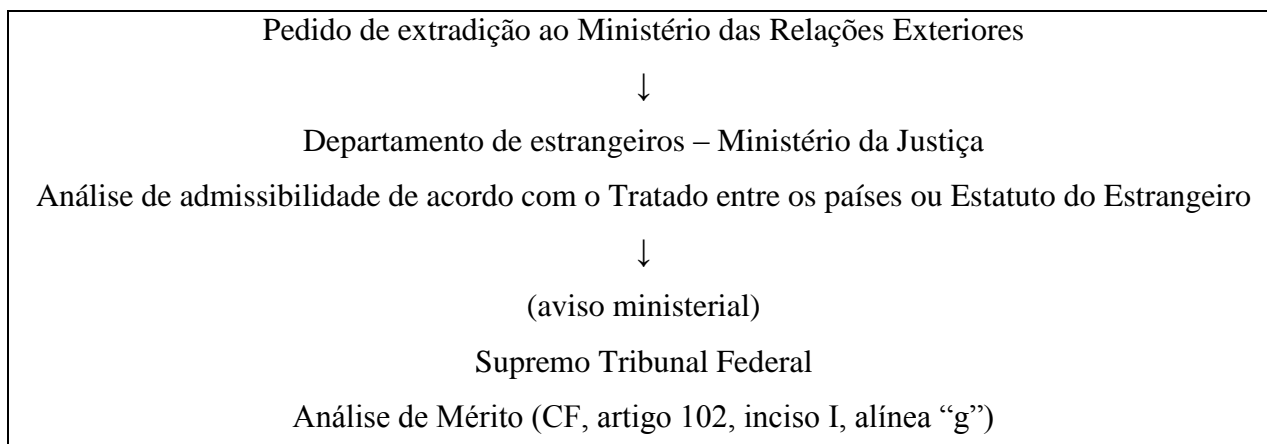 Pedido de extradição ao Ministério das Relações Exteriores
↓
Departamento de estrangeiros – Ministério da Justiça
Análise de admissibilidade de acordo com o Tratado entre os países ou Estatuto do Estrangeiro
↓
(aviso ministerial)
Supremo Tribunal Federal
Análise de Mérito (CF, artigo 102, inciso I, alínea “g”)